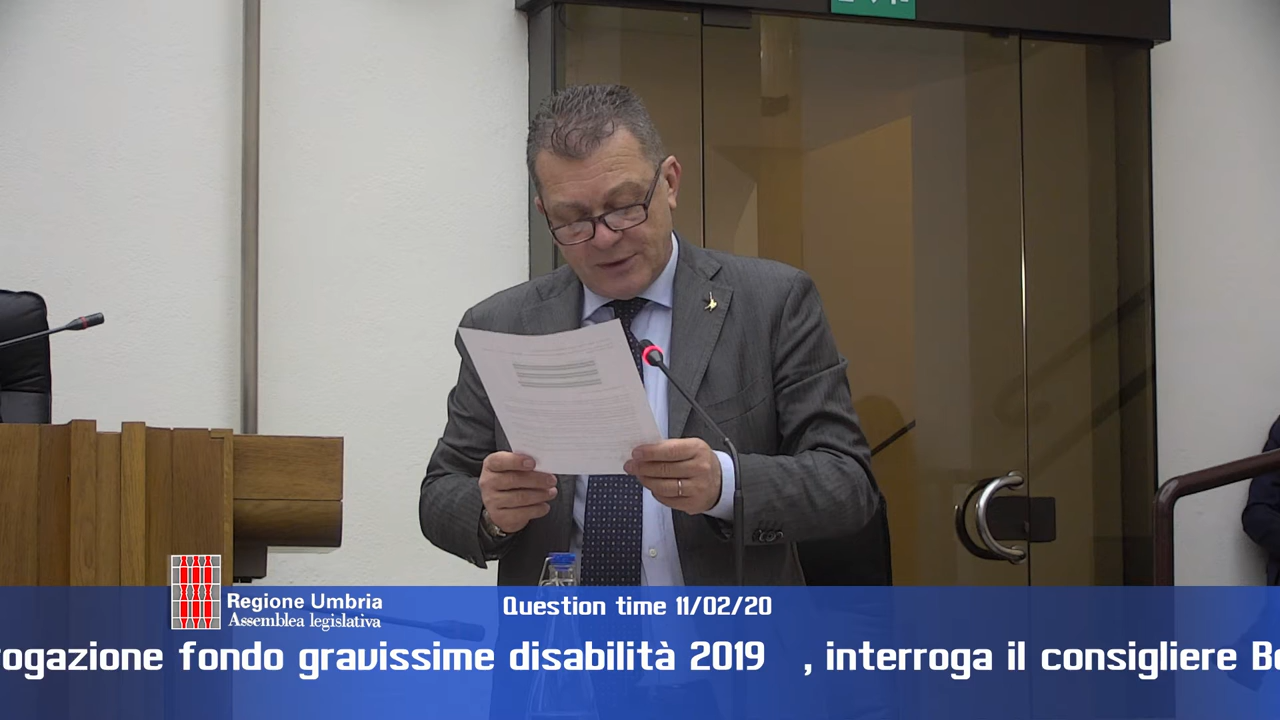 Regione Umbria
Assemblea legislativa
Question time 11/02/20
rogazione fondo gravissime disabilità 2019 , interroga il consigliere Be